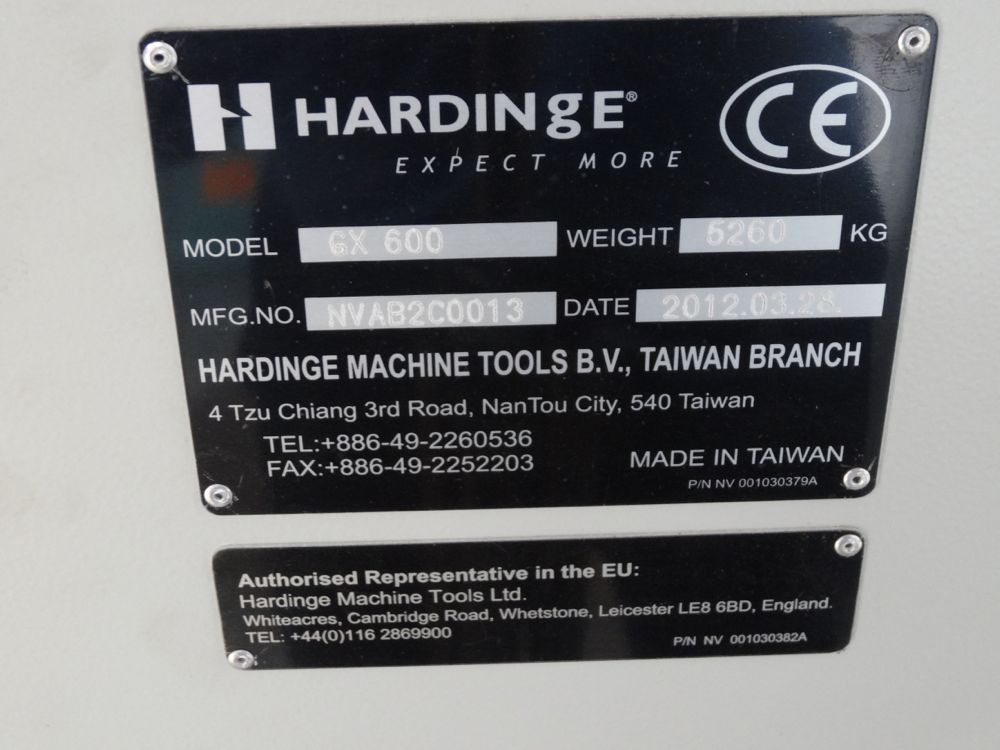 HARDINGE®
EXPECT MORE
CE
MODEL GX 600 WEIGHT 5260 KG
MFG.NO. NVAB2C0013 DATE 2012.03.28.
HARDINGE MACHINE TOOLS B.V., TAIWAN BRANCH
4 Tzu Chiang 3rd Road, NanTou City, 540 Taiwan
TEL:+886-49-2260536
FAX:+886-49-2252203
MADE IN TAIWAN
P/N NV 001030379A
Authorised Representative in the EU:
Hardinge Machine Tools Ltd.
Whiteacres, Cambridge Road, Whetstone, Leicester LE8 6BD, England.
TEL: +44(0)116 2869900
P/N NV 001030382A